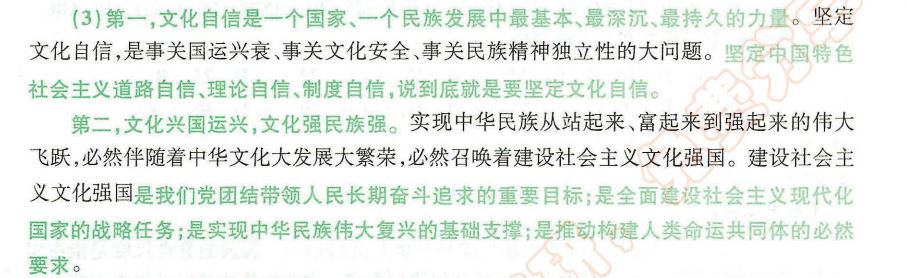 (3)第一,文化自信是一个国家、一个民族发展中最基本、最深沉、最持久的力量。坚定
文化自信,是事关国运兴衰、事关文化安全、事关民族精神独立性的大问题。坚定中国特色
社会主义道路自信、理论自信、制度自信,说到底就是要坚定文化自信。
第二,文化兴国运兴,文化强民族强。实现中华民族从站起来、富起来到强起来的伟大
飞跃,必然伴随着中华文化大发展大繁荣,必然召唤着建设社会主义文化强国。建设社会主
义文化强国是我们党团结带领人民长期奋斗追求的重要目标;是全面建设社会主义现代化
国家的战略任务;是实现中华民族伟大复兴的基础支撑;是推动构建人类命运共同体的必然
要求。